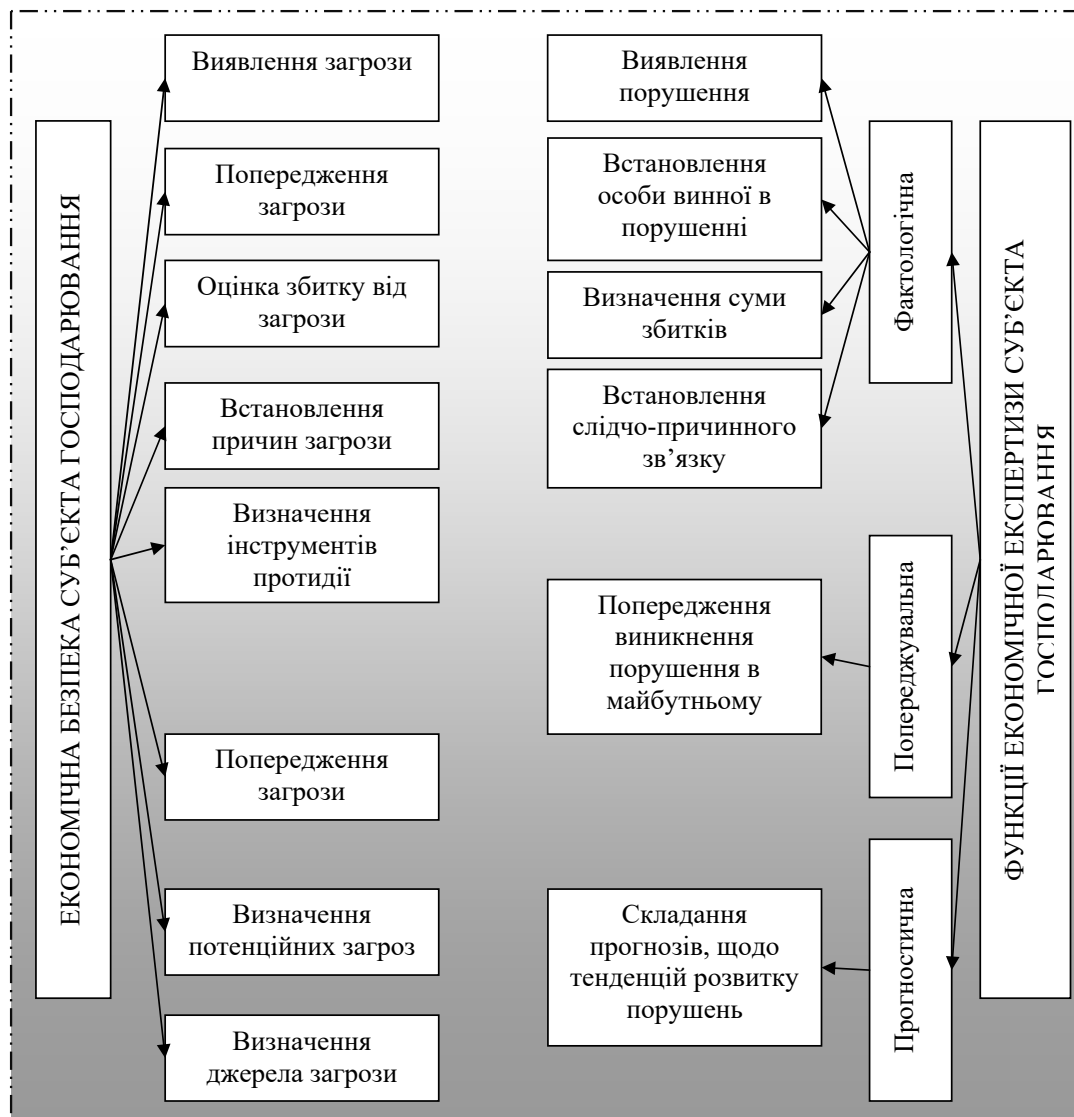 ЕКОНОМІЧНА БЕЗПЕКА СУБ’ЄКТА ГОСПОДАРЮВАННЯ
Виявлення загрози
Попередження
загрози
Оцінка збитку від
загрози
Встановлення
причин загрози
Визначення
інструментів
протидії
Попередження
загрози
Визначення
потенційних загроз
Визначення
джерела загрози
Виявлення
порушення
Встановлення
особи винної в
порушенні
Визначення суми
збитків
Встановлення
слідчо-причинного
зв’язку
Попередження
виникнення
порушення в
майбутньому
Складання
прогнозів, щодо
тенденцій розвитку
порушень
Фактологічна
Попереджувальна
Прогностична
ФУНКЦІЇ ЕКОНОМІЧНОЇ ЕКСПЕРТИЗИ СУБ’ЄКТА
ГОСПОДАРЮВАННЯ